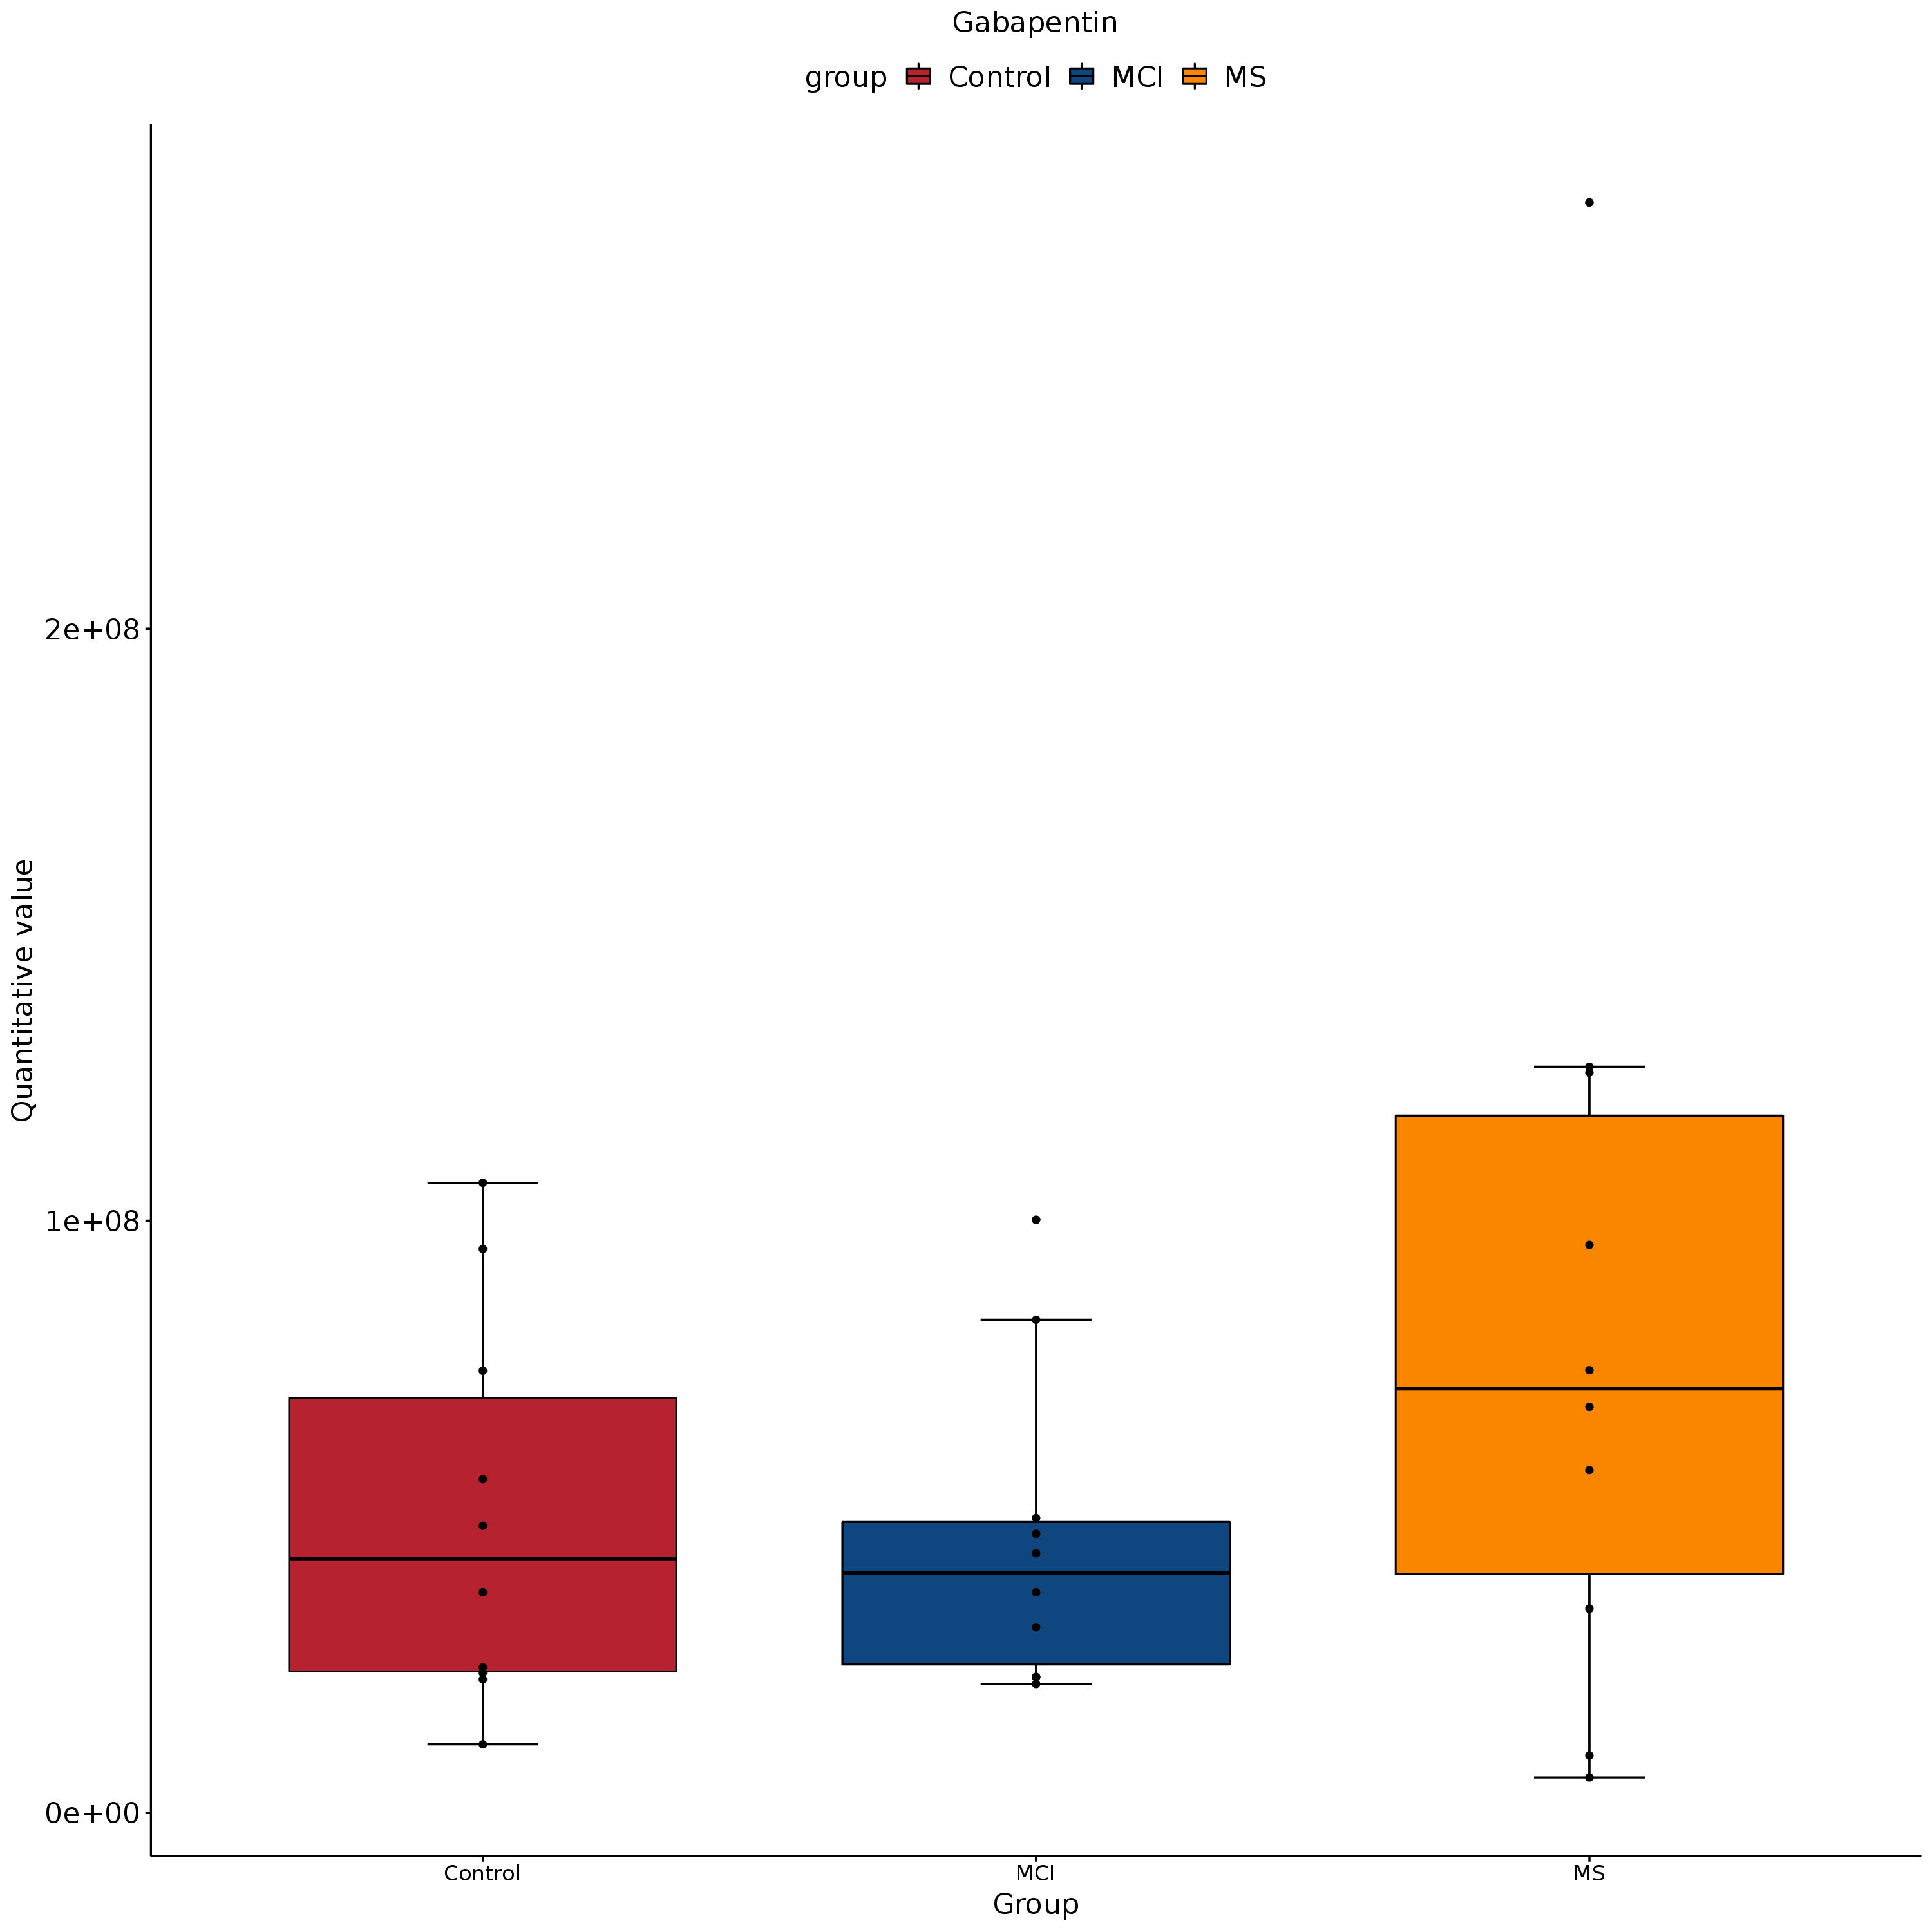 Gabapentin
group Control MCI MS
Quantitative value
2e+08
1e+08
0e+00
Control MCI MS
Group